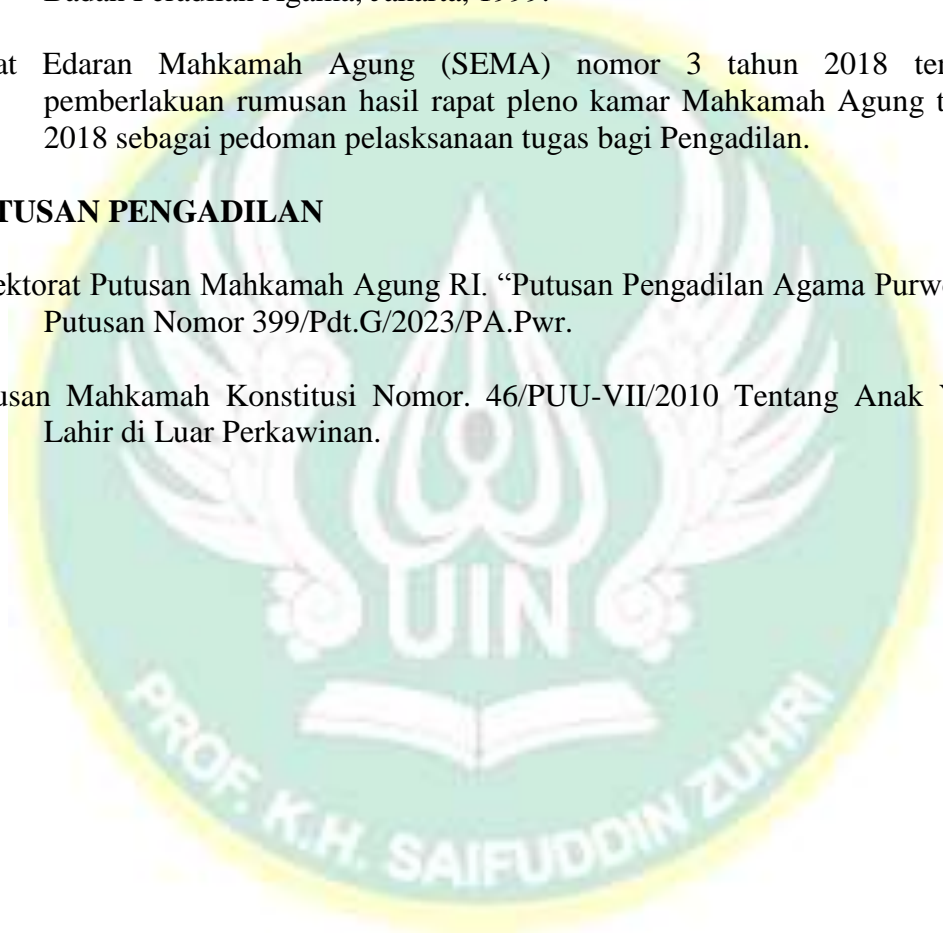 Badan Peradilan Agama, Jakarta, 1999.
at Edaran Mahkamah Agung (SEMA) nomor 3 tahun 2018 ten
pemberlakuan rumusan hasil rapat pleno kamar Mahkamah Agung t
2018 sebagai pedoman pelasksanaan tugas bagi Pengadilan.
TUSAN PENGADILAN
ektorat Putusan Mahkamah Agung RI. “Putusan Pengadilan Agama Purw
Putusan Nomor 399/Pdt.G/2023/PA.Pwr.
usan Mahkamah Konstitusi Nomor. 46/PUU-VII/2010 Tentang Anak Y
Lahir di Luar Perkawinan.
UIN
PROF. K.H. SAIFUDDIN ZUHRI